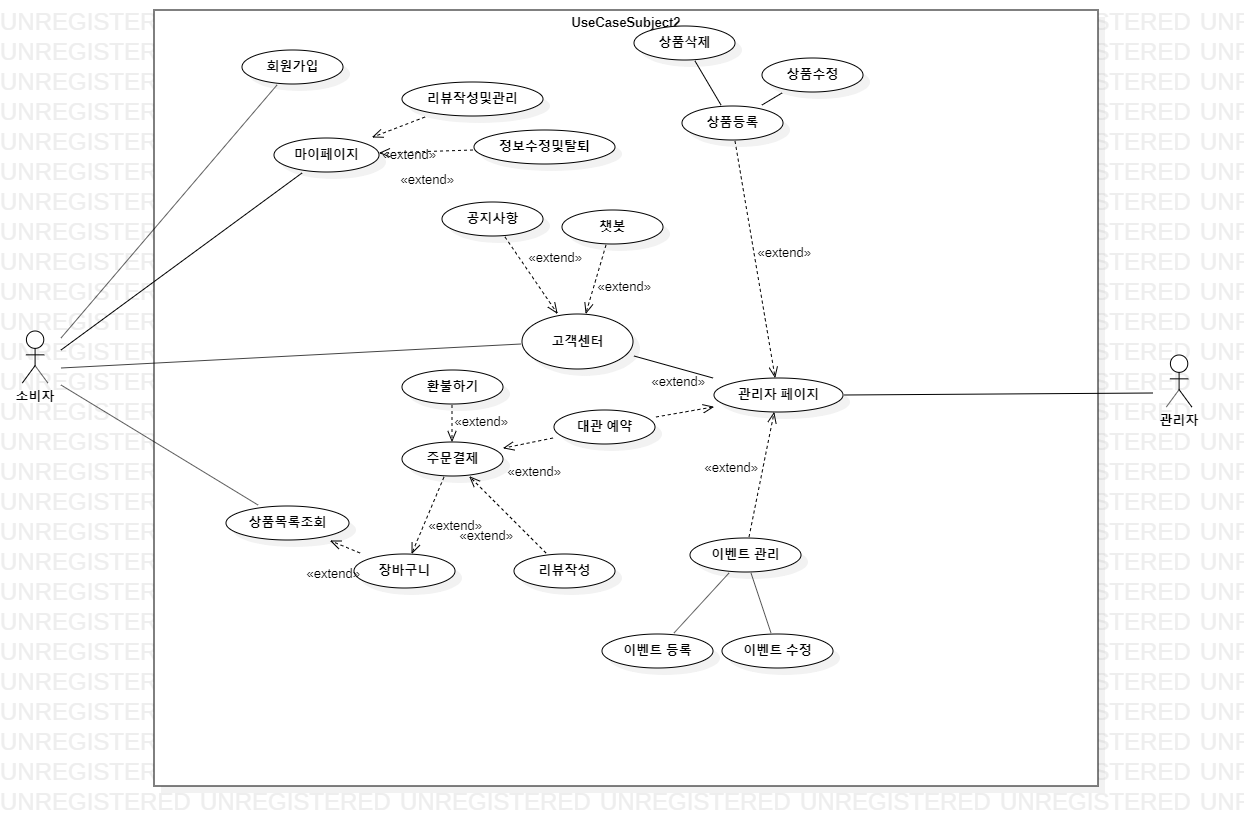 UseCaseSubject2
상품삭제
회원가입
상품수정
리뷰작성및관리
상품등록
마이페이지
«extend»
정보수정및탈퇴
«extend»
공지사항
챗봇
«extend»
«extend»
«extend»
고객센터
소비자
환불하기
«extend»
관리자 페이지
관리자
«extend»
대관 예약
주문결제
«extend»
«extend»
상품목록조회
«extend»
«extend»
이벤트 관리
«extend»
장바구니
리뷰작성
이벤트 등록
이벤트 수정
UNREGISTERED UNREGISTERED UNREGISTERED UNREGISTERED UNREGISTERED UNREGISTERED